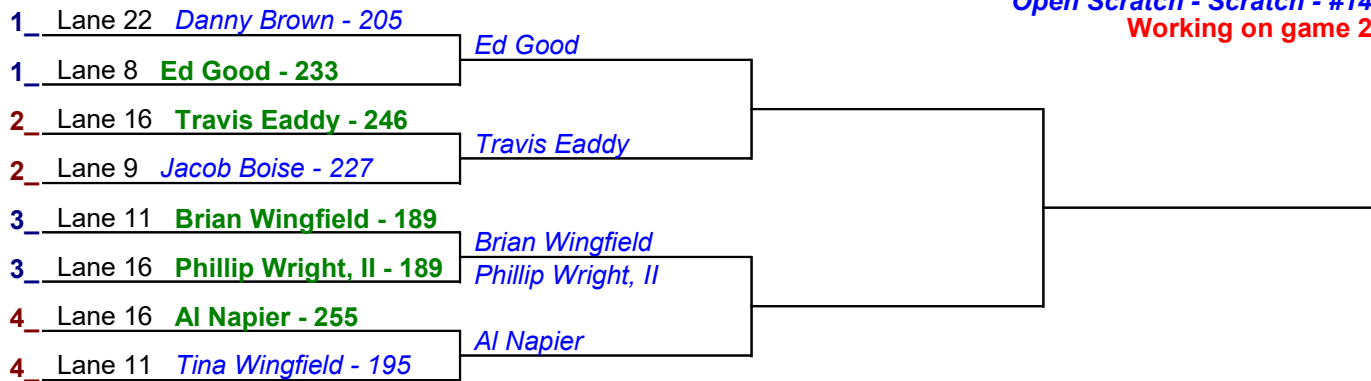 Open Scratch - Scratch - #14
Working on game 2
1_ Lane 22 Danny Brown - 205
Ed Good
1_ Lane 8 Ed Good - 233
2_ Lane 16 Travis Eaddy - 246
Travis Eaddy
2_ Lane 9 Jacob Boise - 227
3_ Lane 11 Brian Wingfield - 189
Brian Wingfield
3_ Lane 16 Phillip Wright, II - 189
Phillip Wright, II
4_ Lane 16 Al Napier - 255
Al Napier
4_ Lane 11 Tina Wingfield - 195